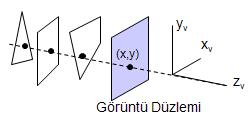 y_v
x_v
(x,y)
z_v
Görüntü Düzlemi